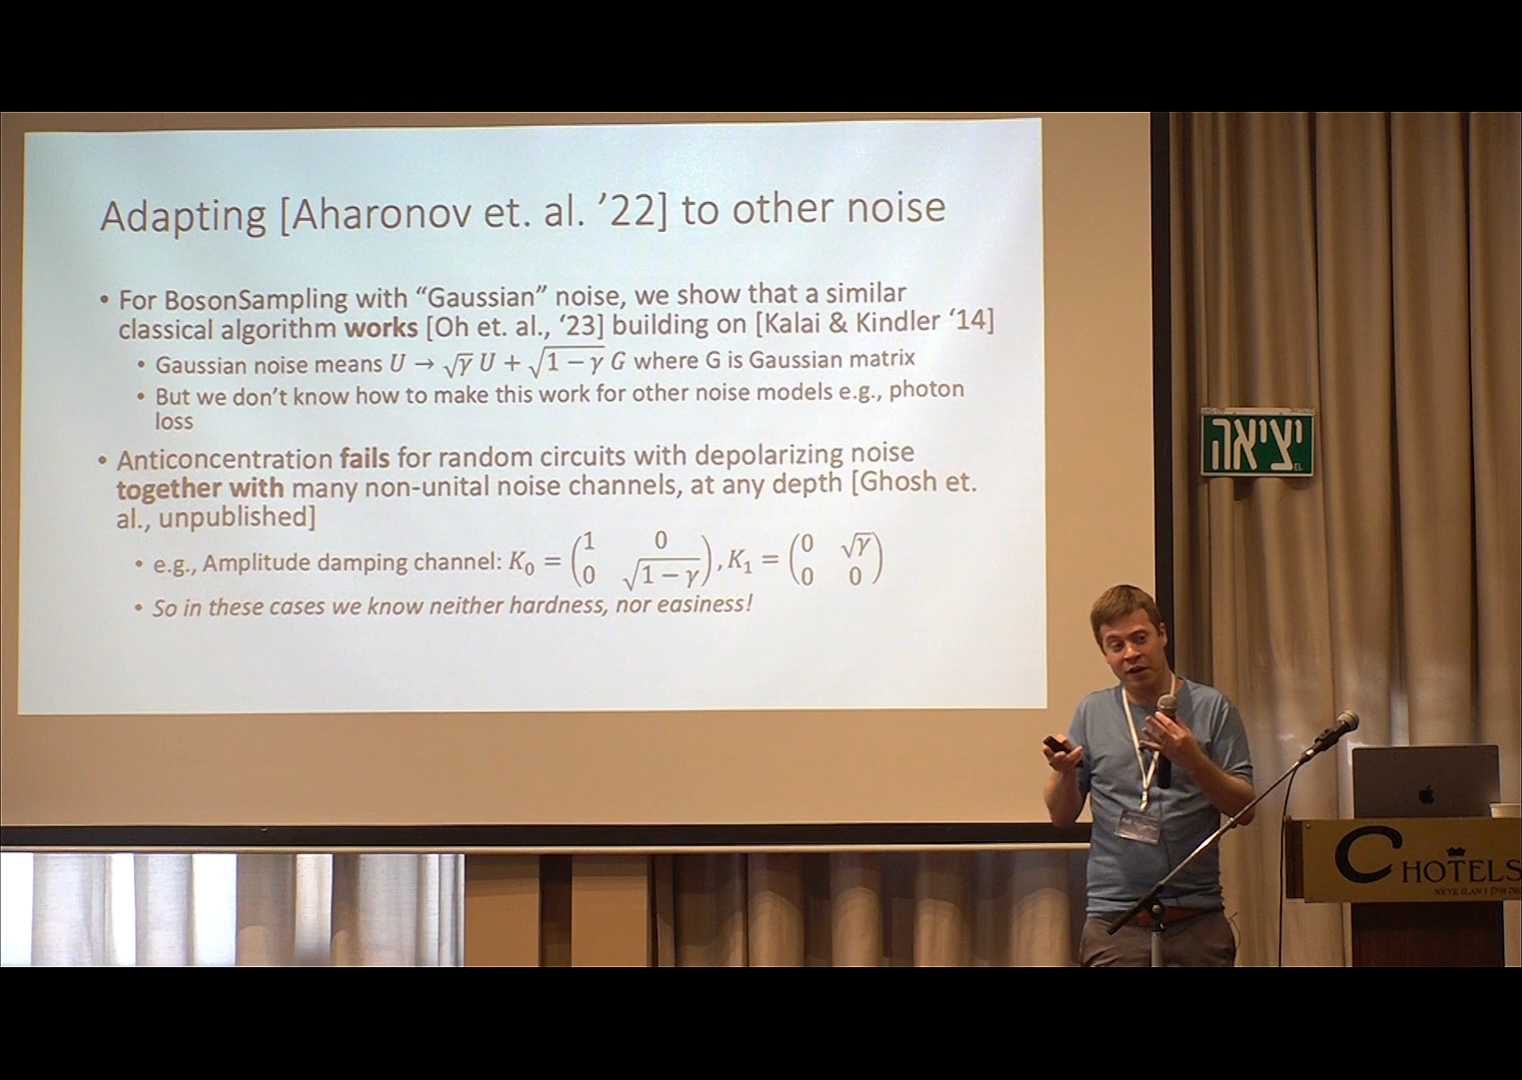 Adapting [Aharonov et. al. ’22] to other noise
• For BosonSampling with “Gaussian” noise, we show that a similar
classical algorithm works [Oh et. al., ‘23] building on [Kalai & Kindler ‘14]
• Gaussian noise means U → √γ U + √1 − γ G where G is Gaussian matrix
• But we don’t know how to make this work for other noise models e.g., photon
loss
• Anticoncentration fails for random circuits with depolarizing noise
together with many non-unital noise channels, at any depth [Ghosh et.
al., unpublished]
• e.g., Amplitude damping channel: K₀ = (1 0; 0 √1 − γ), K₁ = (0 √γ; 0 0)
• So in these cases we know neither hardness, nor easiness!
יציאה
C HOTELS
NEVE ILAN